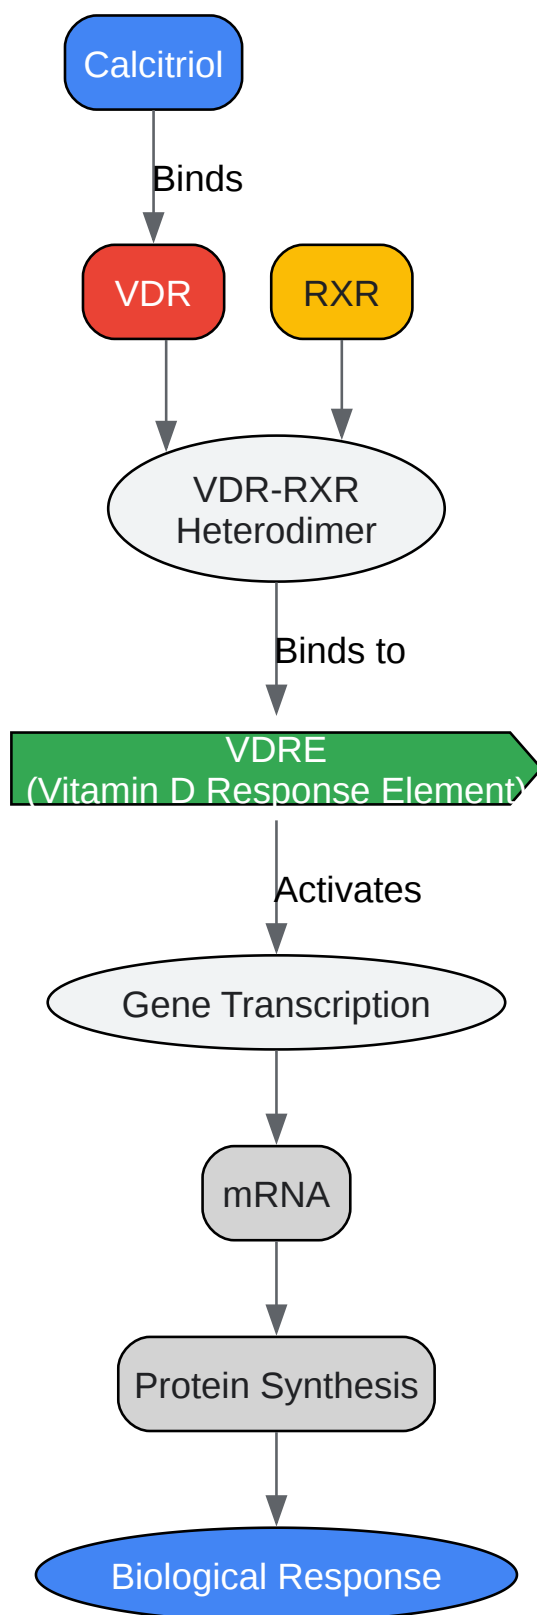 Calcitriol
Binds
VDR
RXR
VDR-RXR
Heterodimer
Binds to
VDRE
(Vitamin D Response Element)
Activates
Gene Transcription
mRNA
Protein Synthesis
Biological Response